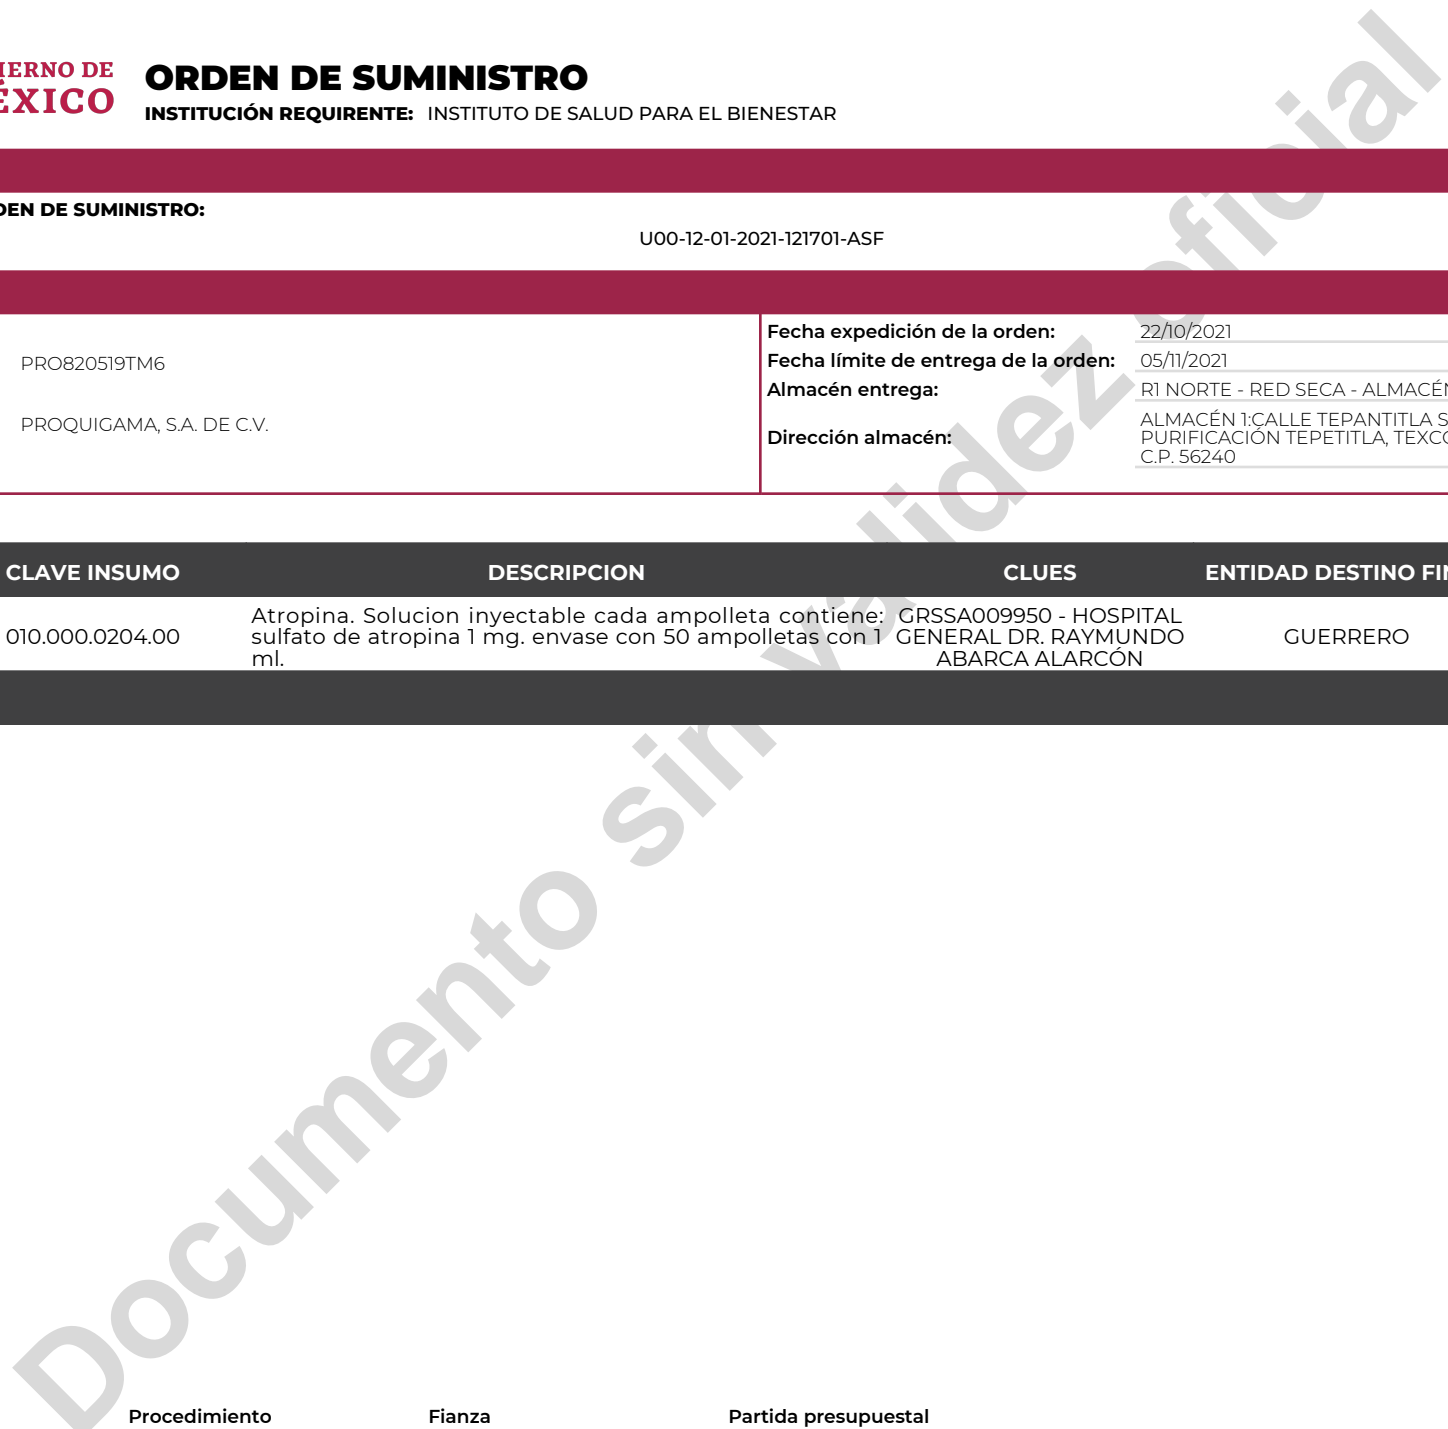 IERNO DE
ÉXICO
ORDEN DE SUMINISTRO
INSTITUCIÓN REQUIRENTE: INSTITUTO DE SALUD PARA EL BIENESTAR
DEN DE SUMINISTRO:
U00-12-01-2021-121701-ASF
PRO820519TM6
PROQUIGAMA, S.A. DE C.V.
Fecha expedición de la orden: 22/10/2021
Fecha límite de entrega de la orden: 05/11/2021
Almacén entrega: R1 NORTE - RED SECA - ALMACÉN
Dirección almacén:
ALMACÉN 1:CALLE TEPANTITLA S
PURIFICACIÓN TEPETITLA, TEXCO
C.P. 56240
CLAVE INSUMO DESCRIPCION CLUES ENTIDAD DESTINO FIN
010.000.0204.00
Atropina. Solucion inyectable cada ampolleta contiene:
sulfato de atropina 1 mg. envase con 50 ampolletas con 1
ml.
GRSSA009950 - HOSPITAL
GENERAL DR. RAYMUNDO
ABARCA ALARCÓN
GUERRERO
Documento sin validez oficial
Procedimiento Fianza Partida presupuestal